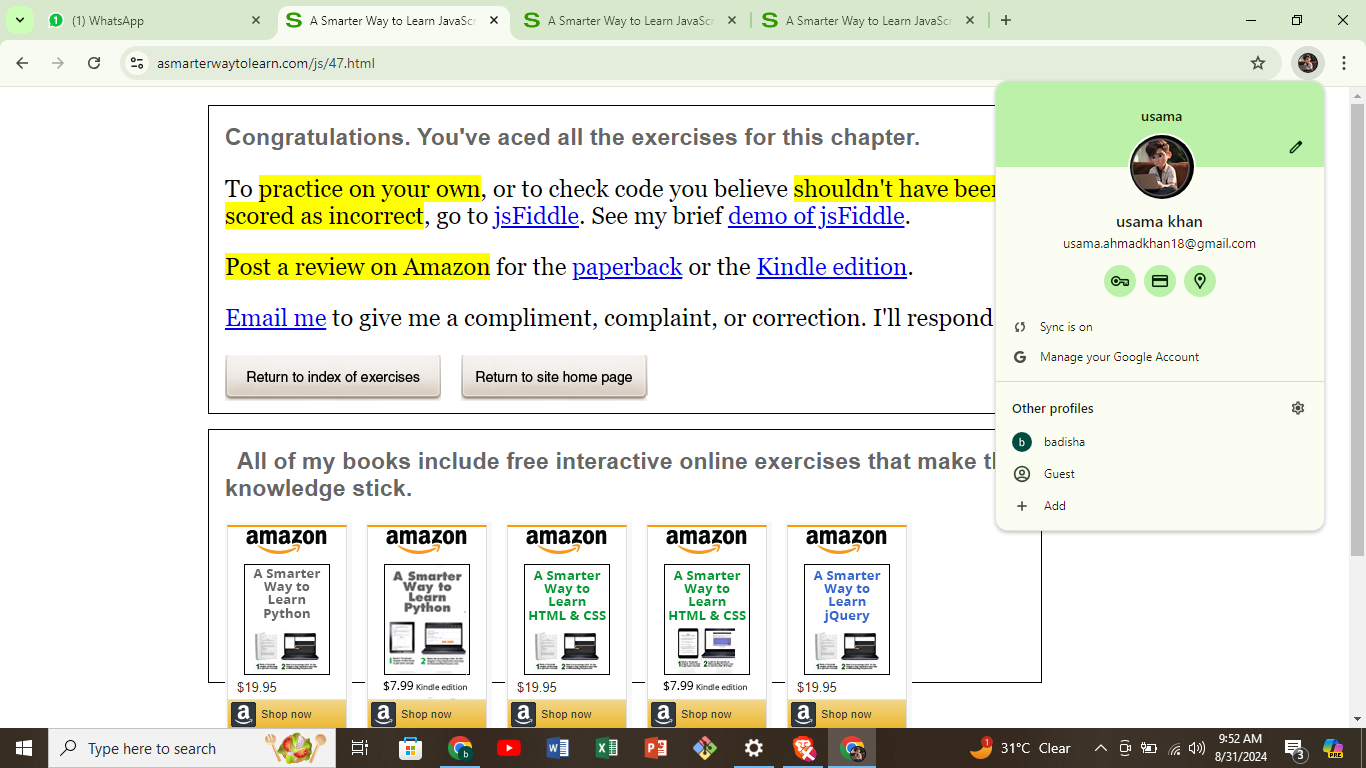 (1) WhatsApp
A Smarter Way to Learn JavaScr
A Smarter Way to Learn JavaScr
A Smarter Way to Learn JavaScr
asmarterwaytolearn.com/js/47.html
Congratulations. You've aced all the exercises for this chapter.
To practice on your own, or to check code you believe shouldn't have been
scored as incorrect, go to jsFiddle. See my brief demo of jsFiddle.
Post a review on Amazon for the paperback or the Kindle edition.
Email me to give me a compliment, complaint, or correction. I'll respond
Return to index of exercises
Return to site home page
usama
usama khan
usama.ahmadkhan18@gmail.com
Sync is on
G Manage your Google Account
Other profiles
b badisha
Guest
Add
All of my books include free interactive online exercises that make th
knowledge stick.
amazon
A Smarter
Way to
Learn
Python
$19.95
a Shop now
amazon
A Smarter
Way to
Learn
Python
$7.99 Kindle edition
a Shop now
amazon
A Smarter
Way to
Learn
HTML & CSS
$19.95
a Shop now
amazon
A Smarter
Way to
Learn
HTML & CSS
$7.99 Kindle edition
a Shop now
amazon
A Smarter
Way to
Learn
jQuery
$19.95
a Shop now
Type here to search
31°C Clear
9:52 AM
8/31/2024